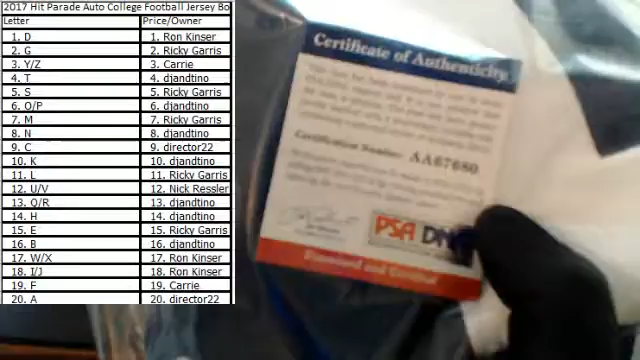 2017 Hit Parade Auto College Football Jersey Bo
Letter Price/Owner
1. D 1. Ron Kinser
2. G 2. Ricky Garris
3. Y/Z 3. Carrie
4. T 4. djandtino
5. S 5. Ricky Garris
6. O/P 6. djandtino
7. M 7. Ricky Garris
8. N 8. djandtino
9. C 9. director22
10. K 10. djandtino
11. L 11. Ricky Garris
12. U/V 12. Nick Ressler
13. Q/R 13. djandtino
14. H 14. djandtino
15. E 15. Ricky Garris
16. B 16. djandtino
17. W/X 17. Ron Kinser
18. I/J 18. Ron Kinser
19. F 19. Carrie
20. A 20. director22
Certificate of Authenticity
Certification Number: AA67680
PSA DN
and Certified